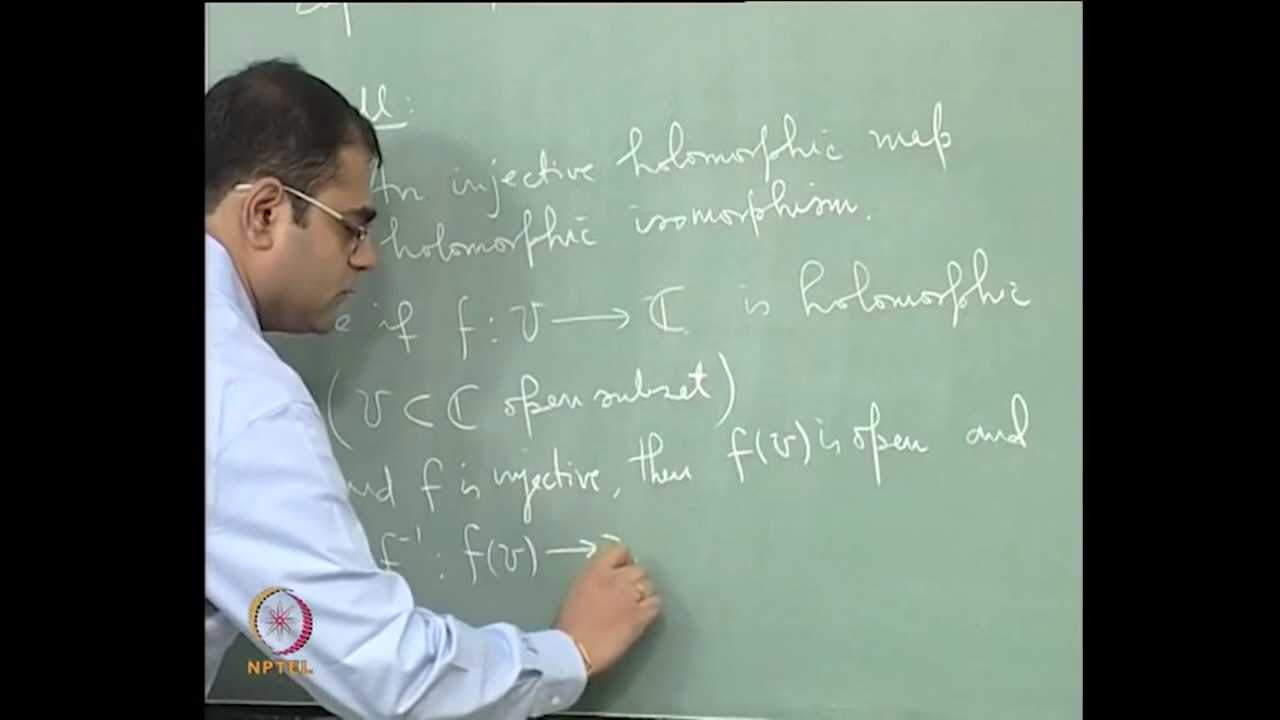 An injective holomorphic map
holomorphic isomorphism.
if f : U ⟶ ℂ is holomorphic
(U ⊂ ℂ open subset)
f is injective, then f(U) is open and
f⁻¹ : f(U) ⟶
NPTEL